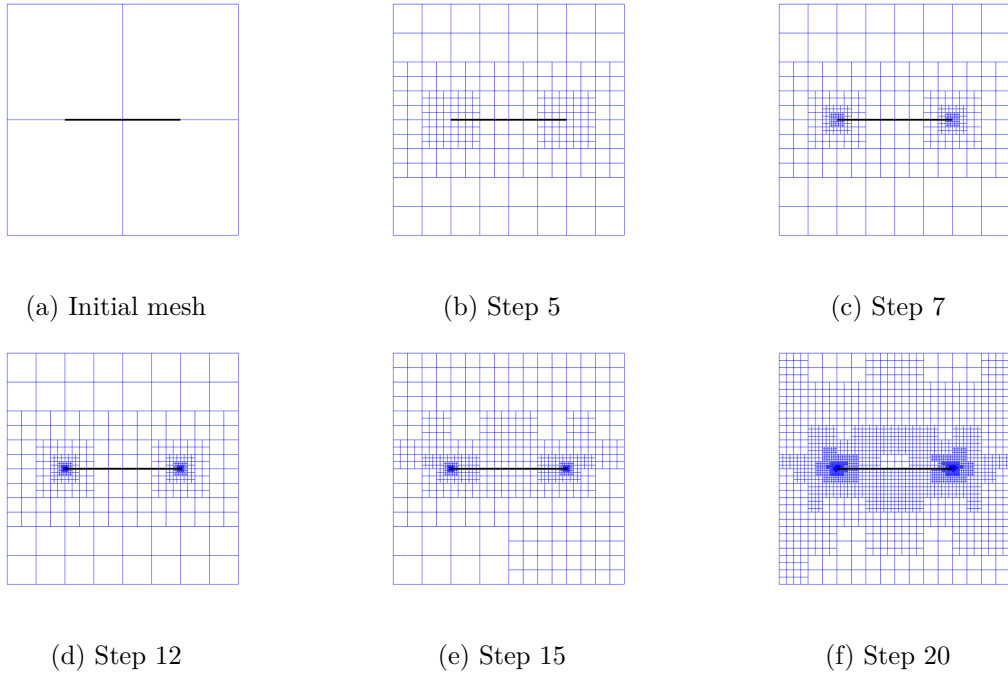 (a) Initial mesh
(b) Step 5
(c) Step 7
(d) Step 12
(e) Step 15
(f) Step 20